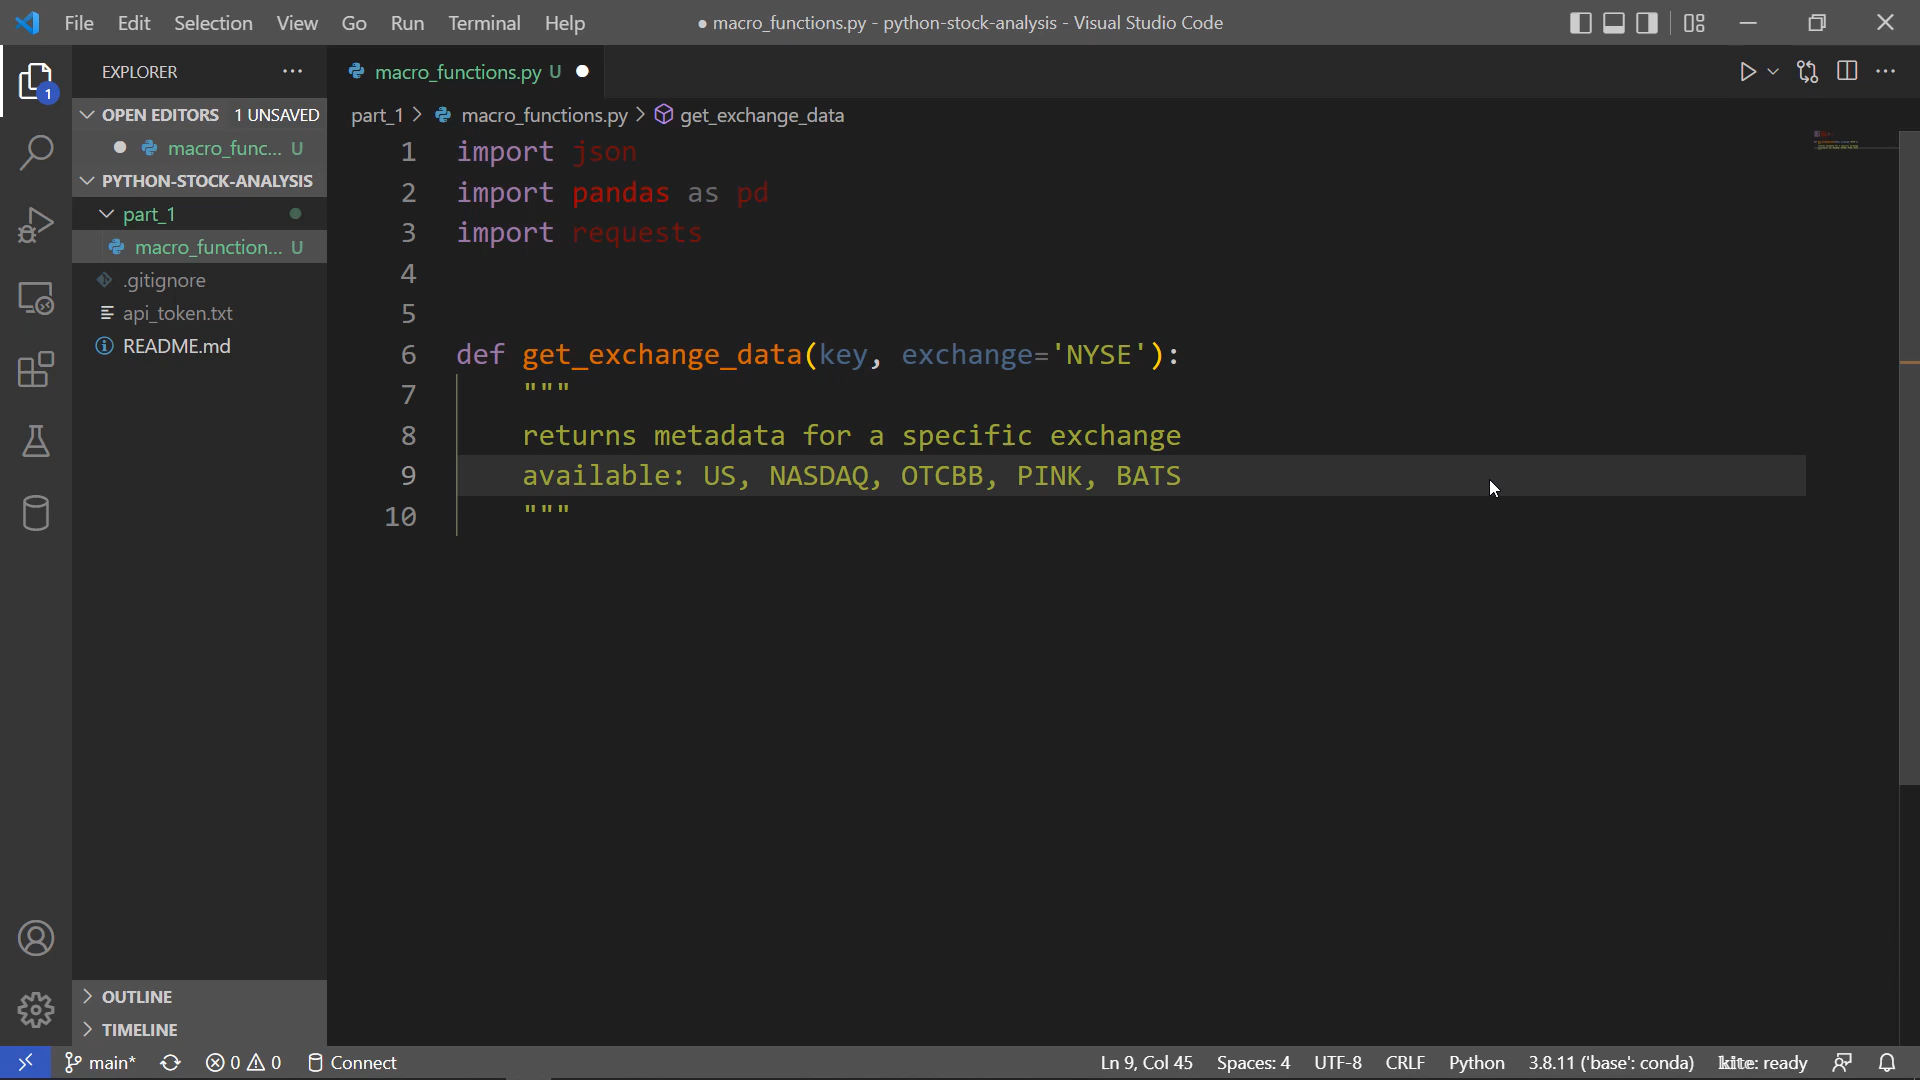 File Edit Selection View Go Run Terminal Help
● macro_functions.py - python-stock-analysis - Visual Studio Code
EXPLORER
1
OPEN EDITORS 1 UNSAVED
macro_func... U
PYTHON-STOCK-ANALYSIS
part_1
macro_function... U
.gitignore
api_token.txt
README.md
OUTLINE
TIMELINE
macro_functions.py U
part_1 > macro_functions.py > get_exchange_data
1 import json
2 import pandas as pd
3 import requests
4
5
6 def get_exchange_data(key, exchange='NYSE'):
7 """
8 returns metadata for a specific exchange
9 available: US, NASDAQ, OTCBB, PINK, BATS
10 """
main* 0 0 Connect
Ln 9, Col 45 Spaces: 4 UTF-8 CRLF Python 3.8.11 ('base': conda) kite: ready